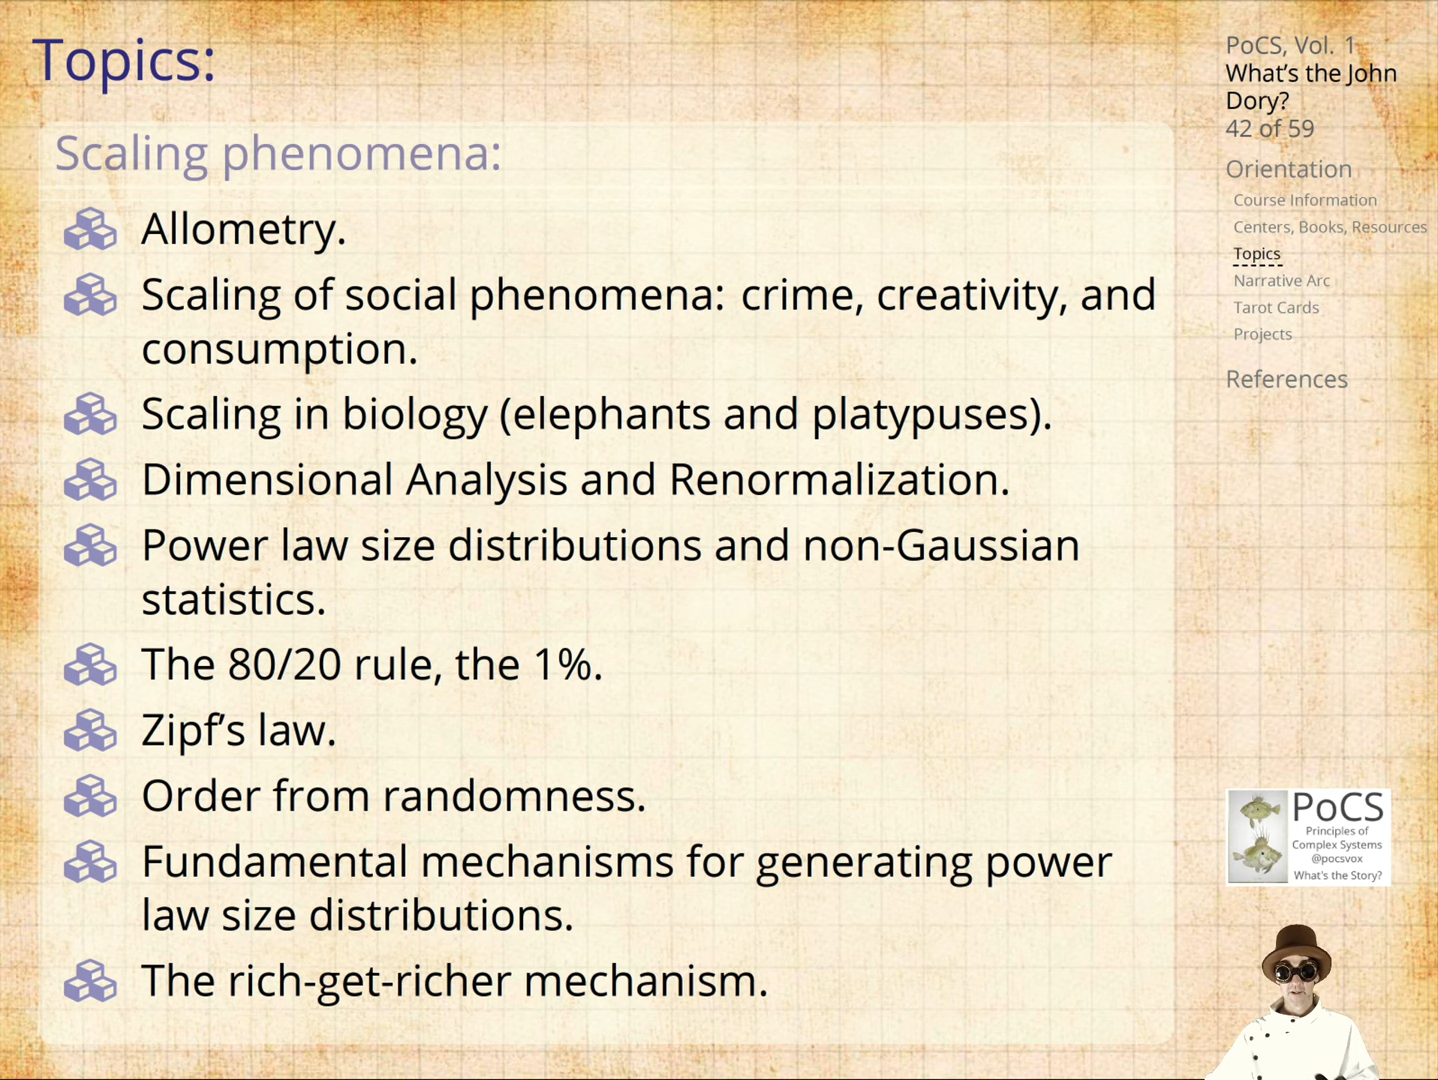 Topics:
Scaling phenomena:
Allometry.
Scaling of social phenomena: crime, creativity, and
consumption.
Scaling in biology (elephants and platypuses).
Dimensional Analysis and Renormalization.
Power law size distributions and non-Gaussian
statistics.
The 80/20 rule, the 1%.
Zipf’s law.
Order from randomness.
Fundamental mechanisms for generating power
law size distributions.
The rich-get-richer mechanism.
PoCS, Vol. 1
What’s the John
Dory?
42 of 59
Orientation
Course Information
Centers, Books, Resources
Topics
Narrative Arc
Tarot Cards
Projects
References
PoCS
Principles of
Complex Systems
@pocsvox
What's the Story?